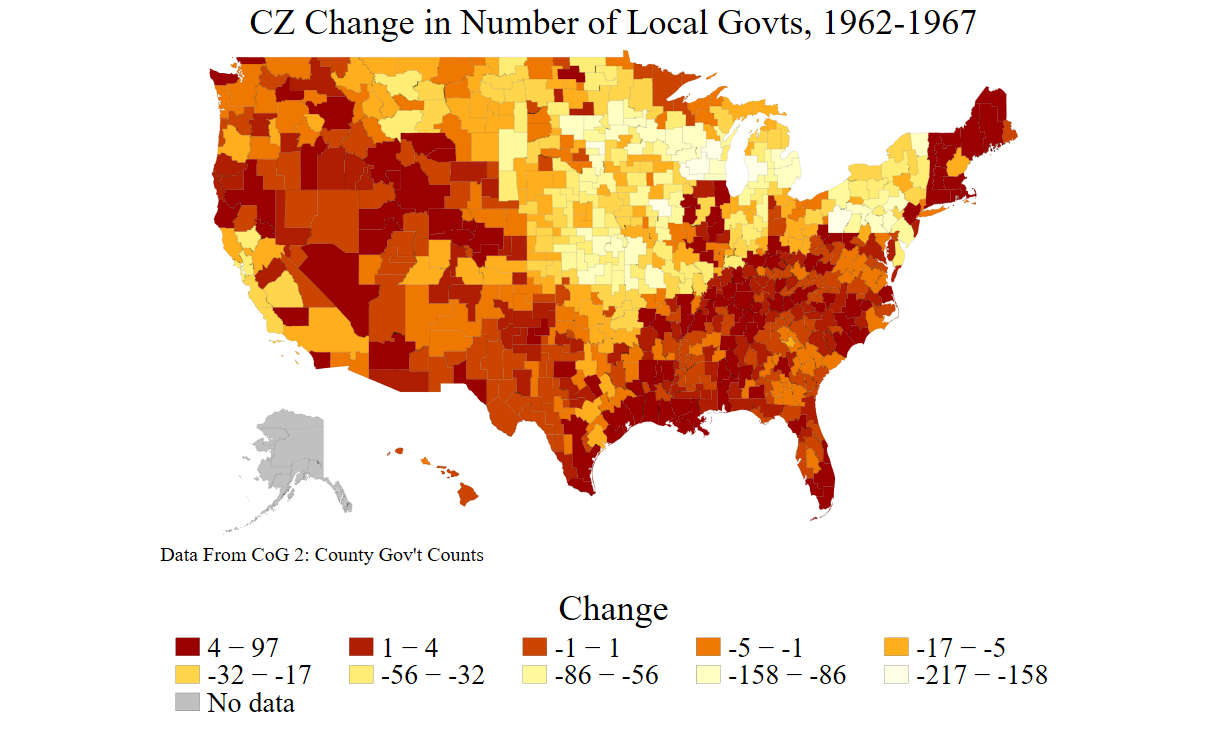 CZ Change in Number of Local Govts, 1962-1967
Data From CoG 2: County Gov't Counts
Change
4 − 97 1 − 4 -1 − 1 -5 − -1 -17 − -5
-32 − -17 -56 − -32 -86 − -56 -158 − -86 -217 − -158
No data